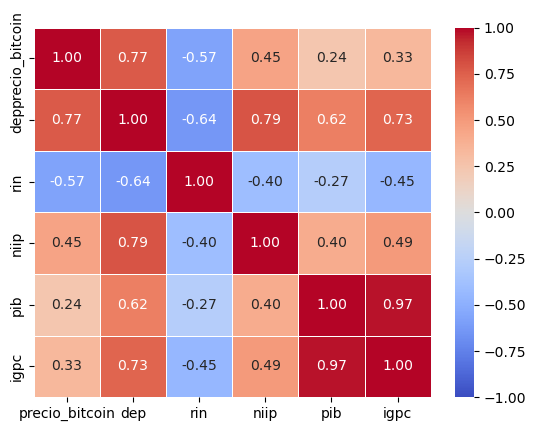 precio_bitcoin
1.00 0.77 -0.57 0.45 0.24 0.33
dep
0.77 1.00 -0.64 0.79 0.62 0.73
rin
-0.57 -0.64 1.00 -0.40 -0.27 -0.45
niip
0.45 0.79 -0.40 1.00 0.40 0.49
pib
0.24 0.62 -0.27 0.40 1.00 0.97
igpc
0.33 0.73 -0.45 0.49 0.97 1.00
precio_bitcoin dep rin niip pib igpc
1.00
0.75
0.50
0.25
0.00
−0.25
−0.50
−0.75
−1.00